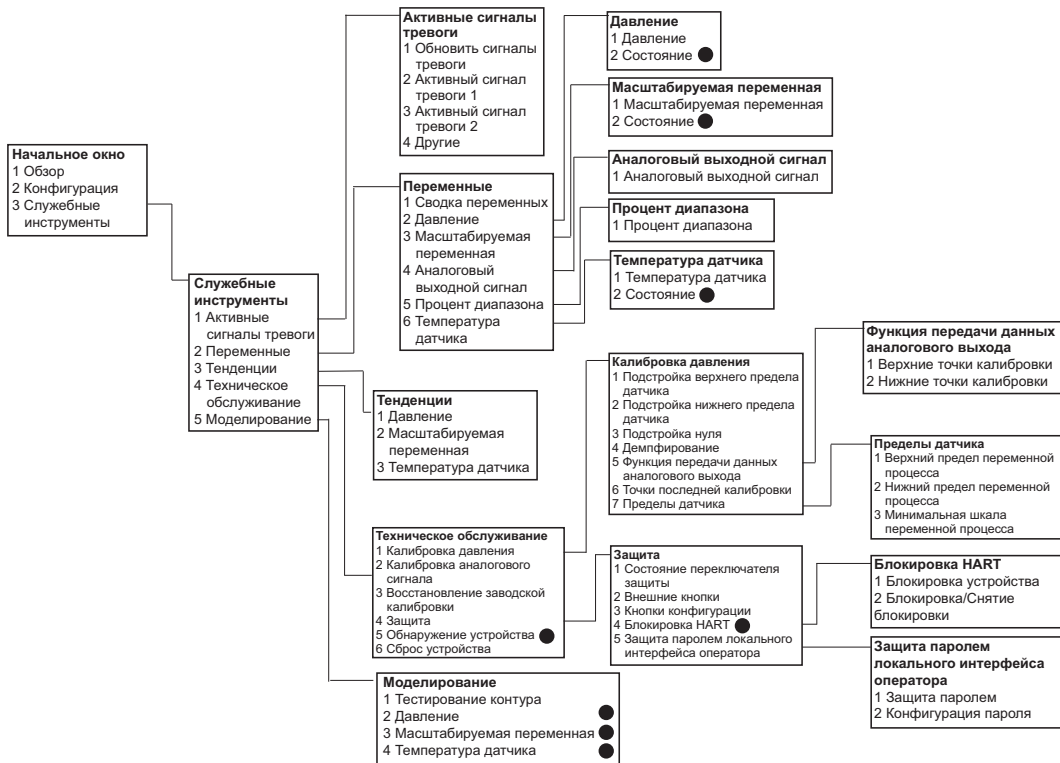 Начальное окно
1 Обзор
2 Конфигурация
3 Служебные
инструменты
Служебные
инструменты
1 Активные
сигналы тревоги
2 Переменные
3 Тенденции
4 Техническое
обслуживание
5 Моделирование
Активные сигналы
тревоги
1 Обновить сигналы
тревоги
2 Активный сигнал
тревоги 1
3 Активный сигнал
тревоги 2
4 Другие
Переменные
1 Сводка переменных
2 Давление
3 Масштабируемая
переменная
4 Аналоговый
выходной сигнал
5 Процент диапазона
6 Температура
датчика
Тенденции
1 Давление
2 Масштабируемая
переменная
3 Температура датчика
Техническое обслуживание
1 Калибровка давления
2 Калибровка аналогового
сигнала
3 Восстановление заводской
калибровки
4 Защита
5 Обнаружение устройства
6 Сброс устройства
Моделирование
1 Тестирование контура
2 Давление
3 Масштабируемая переменная
4 Температура датчика
Давление
1 Давление
2 Состояние
Масштабируемая переменная
1 Масштабируемая переменная
2 Состояние
Аналоговый выходной сигнал
1 Аналоговый выходной сигнал
Процент диапазона
1 Процент диапазона
Температура датчика
1 Температура датчика
2 Состояние
Калибровка давления
1 Подстройка верхнего предела
датчика
2 Подстройка нижнего предела
датчика
3 Подстройка нуля
4 Демпфирование
5 Функция передачи данных
аналогового выхода
6 Точки последней калибровки
7 Пределы датчика
Защита
1 Состояние переключателя
защиты
2 Внешние кнопки
3 Кнопки конфигурации
4 Блокировка HART
5 Защита паролем локального
интерфейса оператора
Функция передачи данных
аналогового выхода
1 Верхние точки калибровки
2 Нижние точки калибровки
Пределы датчика
1 Верхний предел переменной
процесса
2 Нижний предел переменной
процесса
3 Минимальная шкала
переменной процесса
Блокировка HART
1 Блокировка устройства
2 Блокировка/Снятие
блокировки
Защита паролем
локального интерфейса
оператора
1 Защита паролем
2 Конфигурация пароля